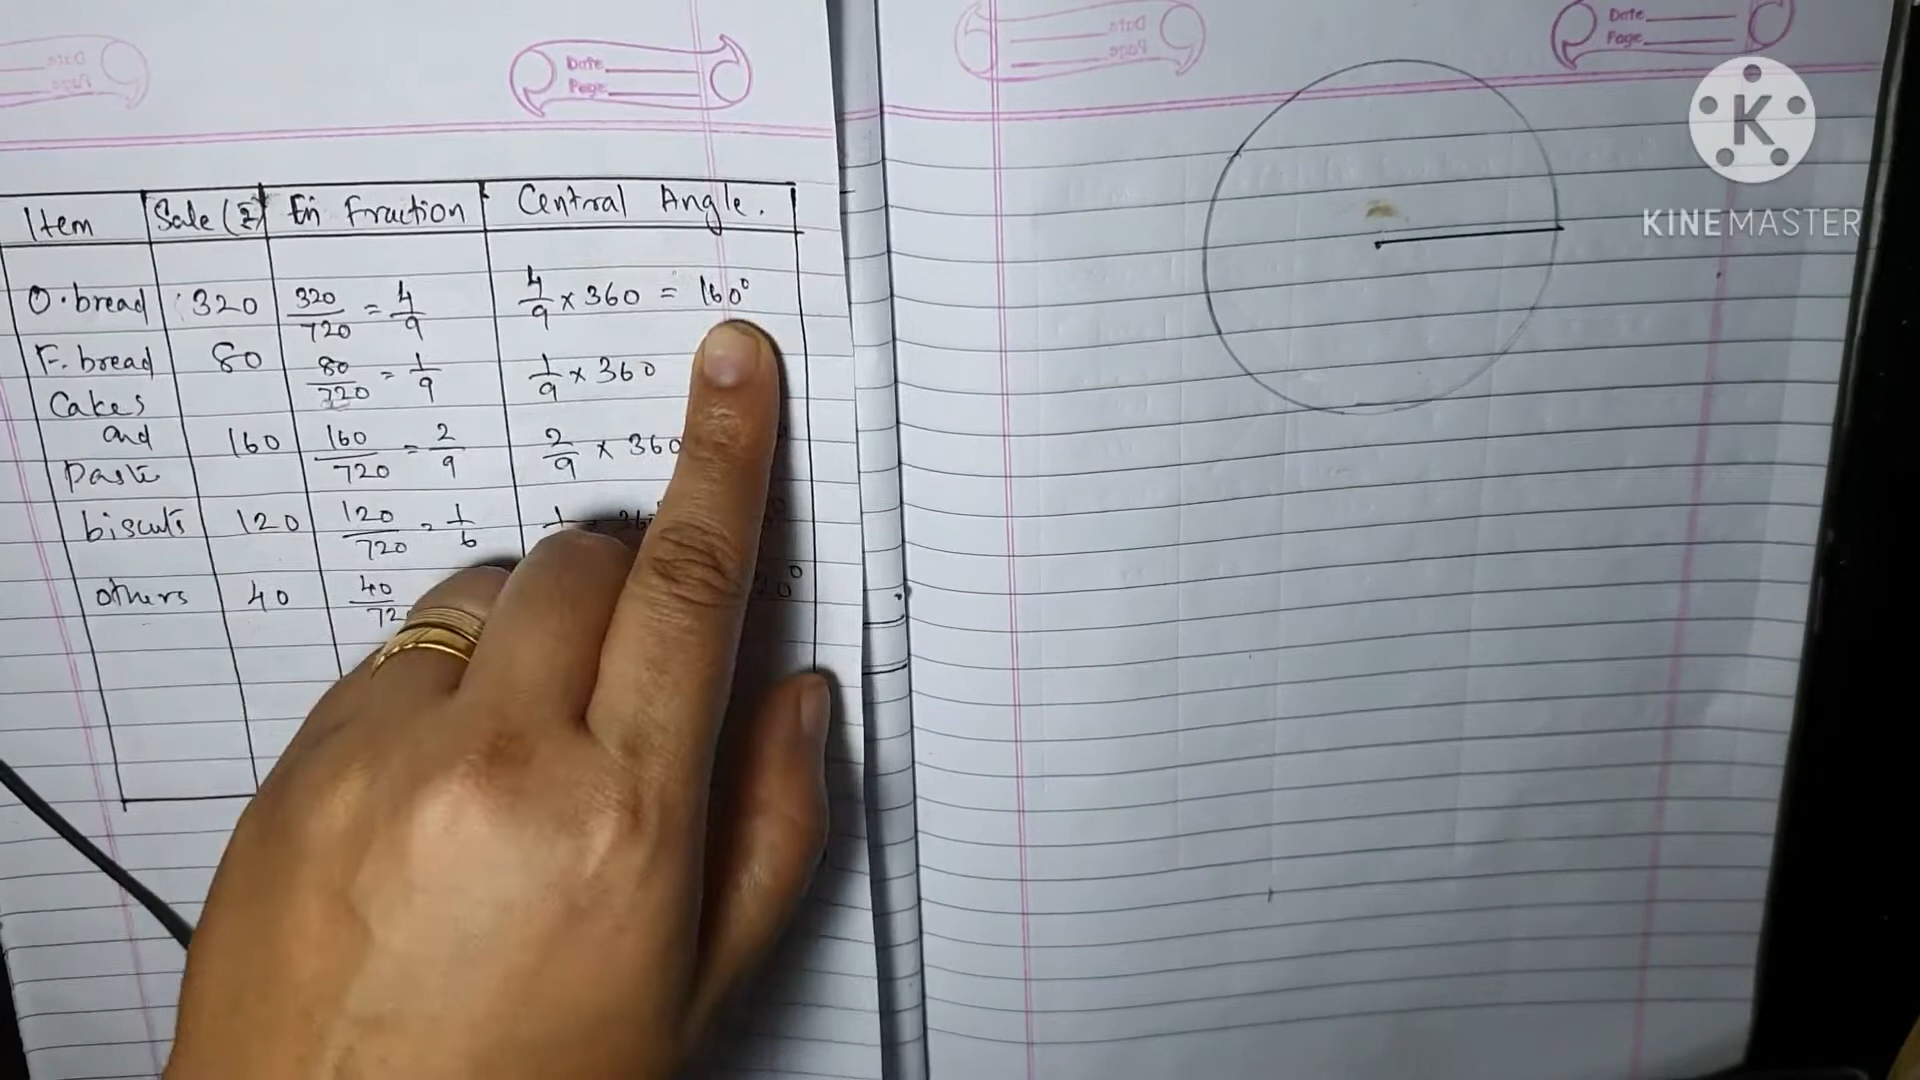 Date
Page
Date
Page
K
KINEMASTER
Item Sale (₹) In Fraction Central Angle.
O. bread 320 320/720 = 4/9 4/9 × 360 = 160°
F. bread 80 80/720 = 1/9 1/9 × 360
Cakes
and 160 160/720 = 2/9 2/9 × 360
Paste
biscuits 120 120/720 = 1/6
others 40 40